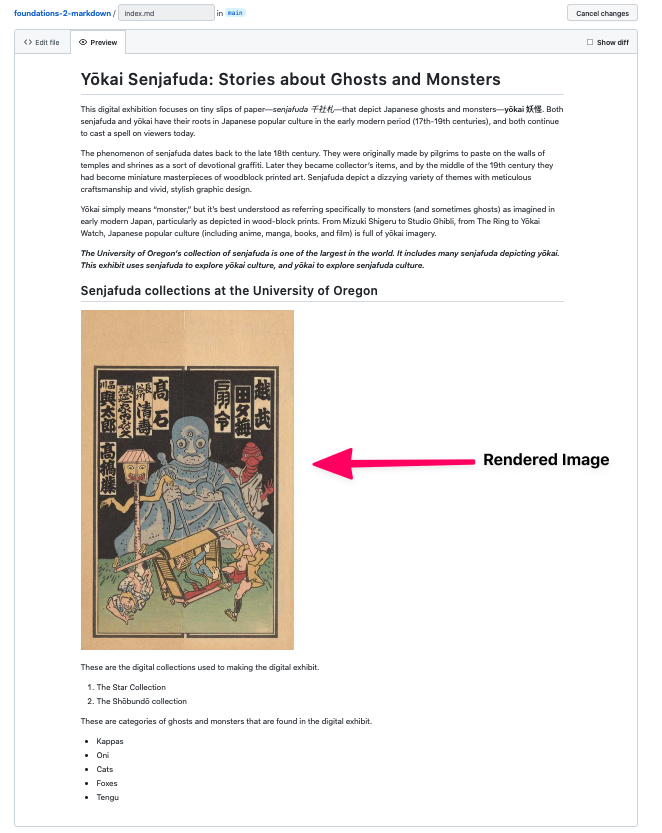 foundations-2-markdown / index.md in main
Cancel changes
Edit file
Preview
Show diff
Yōkai Senjafuda: Stories about Ghosts and Monsters
This digital exhibition focuses on tiny slips of paper—senjafuda 千社札—that depict Japanese ghosts and monsters—yōkai 妖怪. Both
senjafuda and yōkai have their roots in Japanese popular culture in the early modern period (17th-19th centuries), and both continue
to cast a spell on viewers today.
The phenomenon of senjafuda dates back to the late 18th century. They were originally made by pilgrims to paste on the walls of
temples and shrines as a sort of devotional graffiti. Later they became collector's items, and by the middle of the 19th century they
had become miniature masterpieces of woodblock printed art. Senjafuda depict a dizzying variety of themes with meticulous
craftsmanship and vivid, stylish graphic design.
Yōkai simply means “monster,” but it's best understood as referring specifically to monsters (and sometimes ghosts) as imagined in
early modern Japan, particularly as depicted in wood-block prints. From Mizuki Shigeru to Studio Ghibli, from The Ring to Yōkai
Watch, Japanese popular culture (including anime, manga, books, and film) is full of yōkai imagery.
The University of Oregon's collection of senjafuda is one of the largest in the world. It includes many senjafuda depicting yōkai.
This exhibit uses senjafuda to explore yōkai culture, and yōkai to explore senjafuda culture.
Senjafuda collections at the University of Oregon
越武
田夕梅
高石
長谷川清壽
品川與太郎
高橋藤
Rendered Image
These are the digital collections used to making the digital exhibit.
1. The Star Collection
2. The Shōbundō collection
These are categories of ghosts and monsters that are found in the digital exhibit.
Kappas
Oni
Cats
Foxes
Tengu